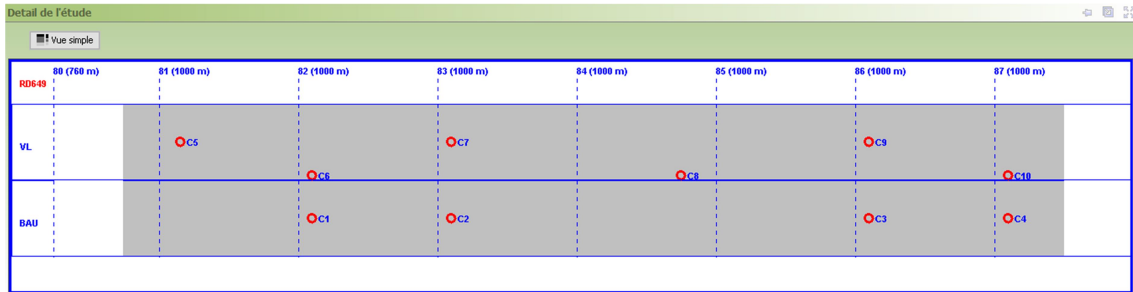 Detail de l'étude
Vue simple
80 (760 m) 81 (1000 m) 82 (1000 m) 83 (1000 m) 84 (1000 m) 85 (1000 m) 86 (1000 m) 87 (1000 m)
RD649
VL C5 C7 C9
C6 C8 C10
BAU C1 C2 C3 C4